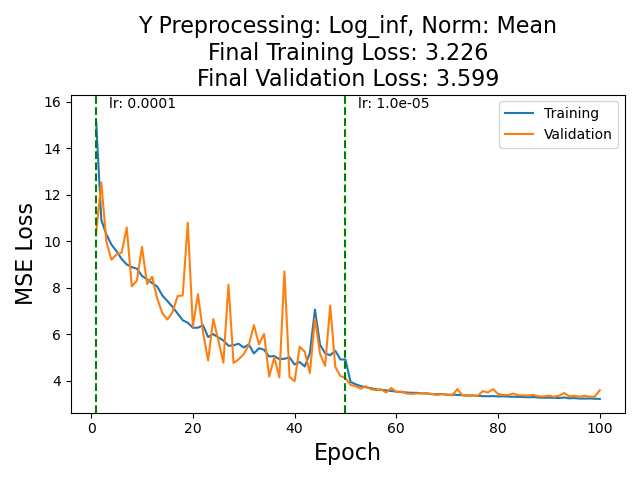 Y Preprocessing: Log_inf, Norm: Mean
Final Training Loss: 3.226
Final Validation Loss: 3.599
lr: 0.0001
lr: 1.0e-05
Training
Validation
16
14
12
10
8
6
4
MSE Loss
0
20
40
60
80
100
Epoch